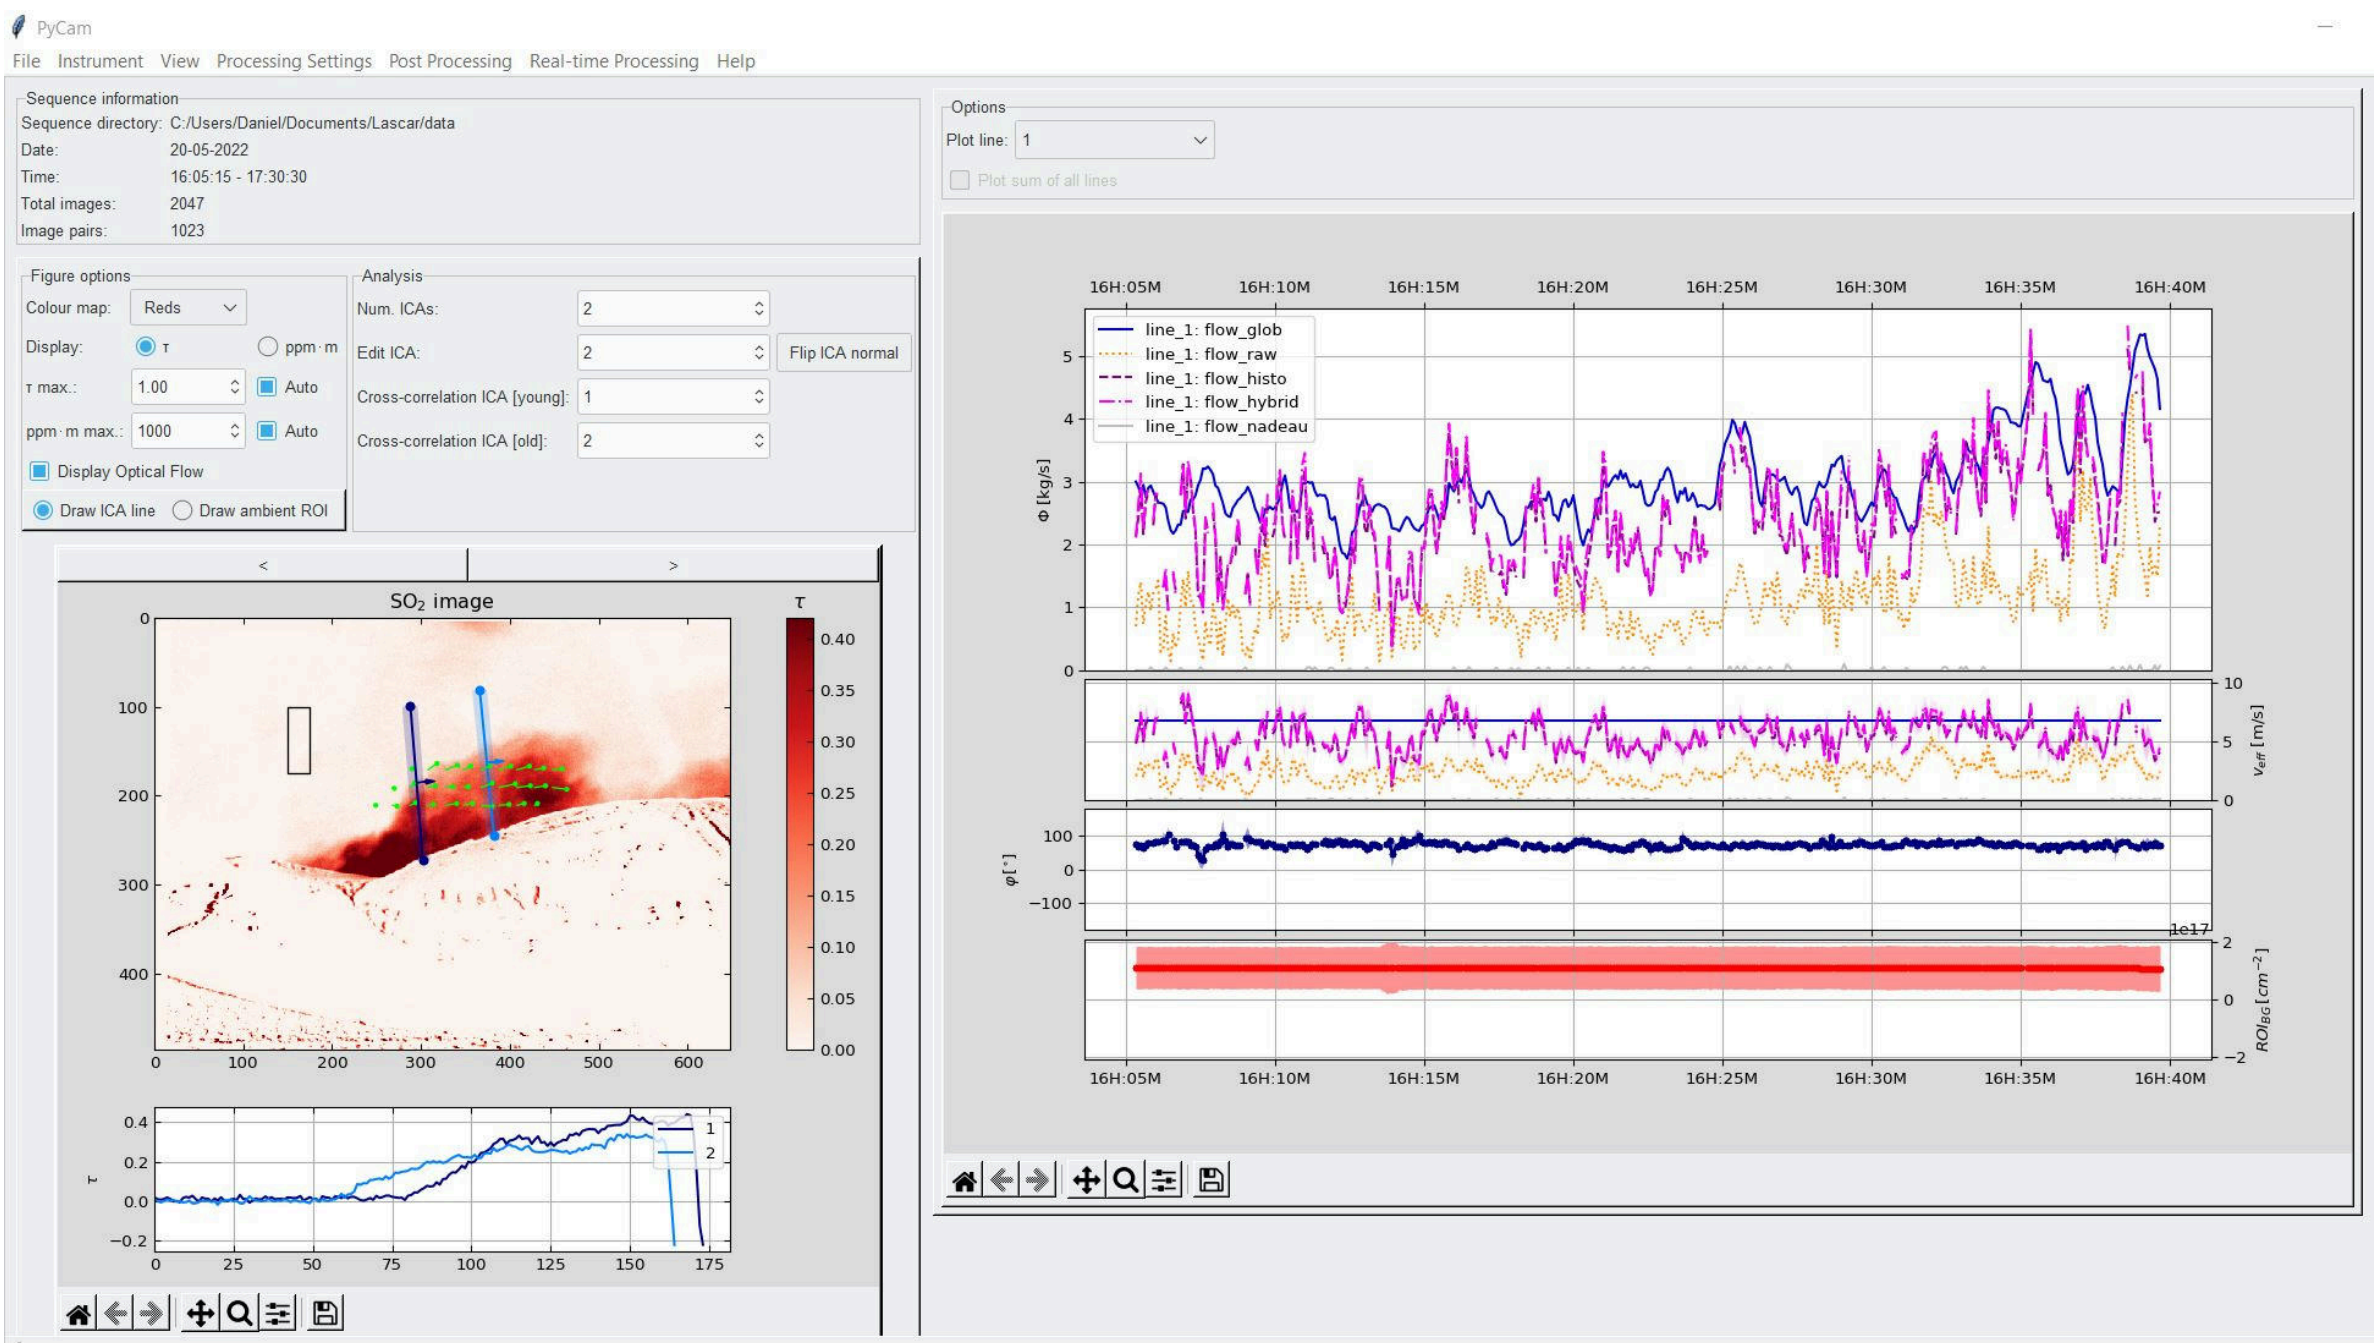 PyCam
File Instrument View Processing Settings Post Processing Real-time Processing Help
Sequence information
Sequence directory: C:/Users/Daniel/Documents/Lascar/data
Date: 20-05-2022
Time: 16:05:15 - 17:30:30
Total images: 2047
Image pairs: 1023
Figure options
Colour map: Reds
Display: τ ppm·m
τ max.: 1.00 Auto
ppm·m max.: 1000 Auto
Display Optical Flow
Draw ICA line Draw ambient ROI
Analysis
Num. ICAs: 2
Edit ICA: 2 Flip ICA normal
Cross-correlation ICA [young]: 1
Cross-correlation ICA [old]: 2
< >
SO₂ image τ
0
100
200
300
400
0 100 200 300 400 500 600
0.40
0.35
0.30
0.25
0.20
0.15
0.10
0.05
0.00
0.4
0.2
0.0
−0.2
τ
1
2
0 25 50 75 100 125 150 175
Options
Plot line: 1
Plot sum of all lines
16H:05M 16H:10M 16H:15M 16H:20M 16H:25M 16H:30M 16H:35M 16H:40M
line_1: flow_glob
line_1: flow_raw
line_1: flow_histo
line_1: flow_hybrid
line_1: flow_nadeau
Φ [kg/s]
5
4
3
2
1
0
10
5
0
v_eff [m/s]
φ[°]
100
0
−100
1e17
2
0
−2
ROI_BG [cm⁻²]
16H:05M 16H:10M 16H:15M 16H:20M 16H:25M 16H:30M 16H:35M 16H:40M